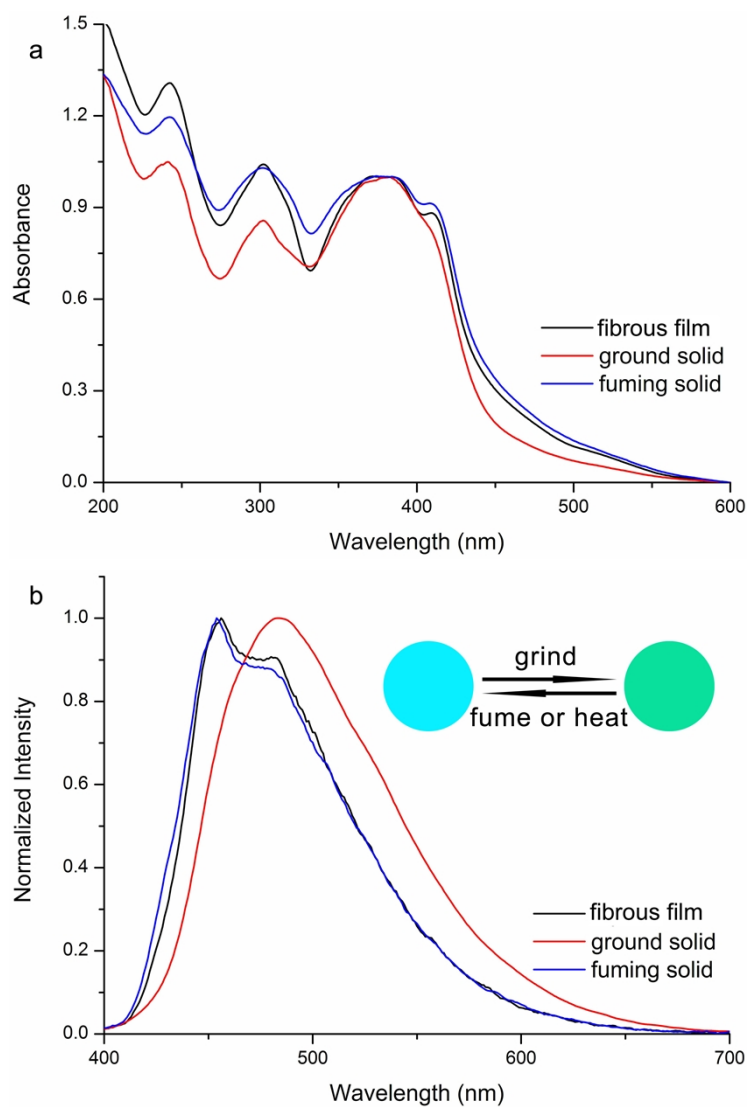 a
1.5
1.2
0.9
0.6
0.3
0.0
Absorbance
fibrous film
ground solid
fuming solid
200 300 400 500 600
Wavelength (nm)
b
1.0
0.8
0.6
0.4
0.2
0.0
Normalized Intensity
grind
fume or heat
fibrous film
ground solid
fuming solid
400 500 600 700
Wavelength (nm)